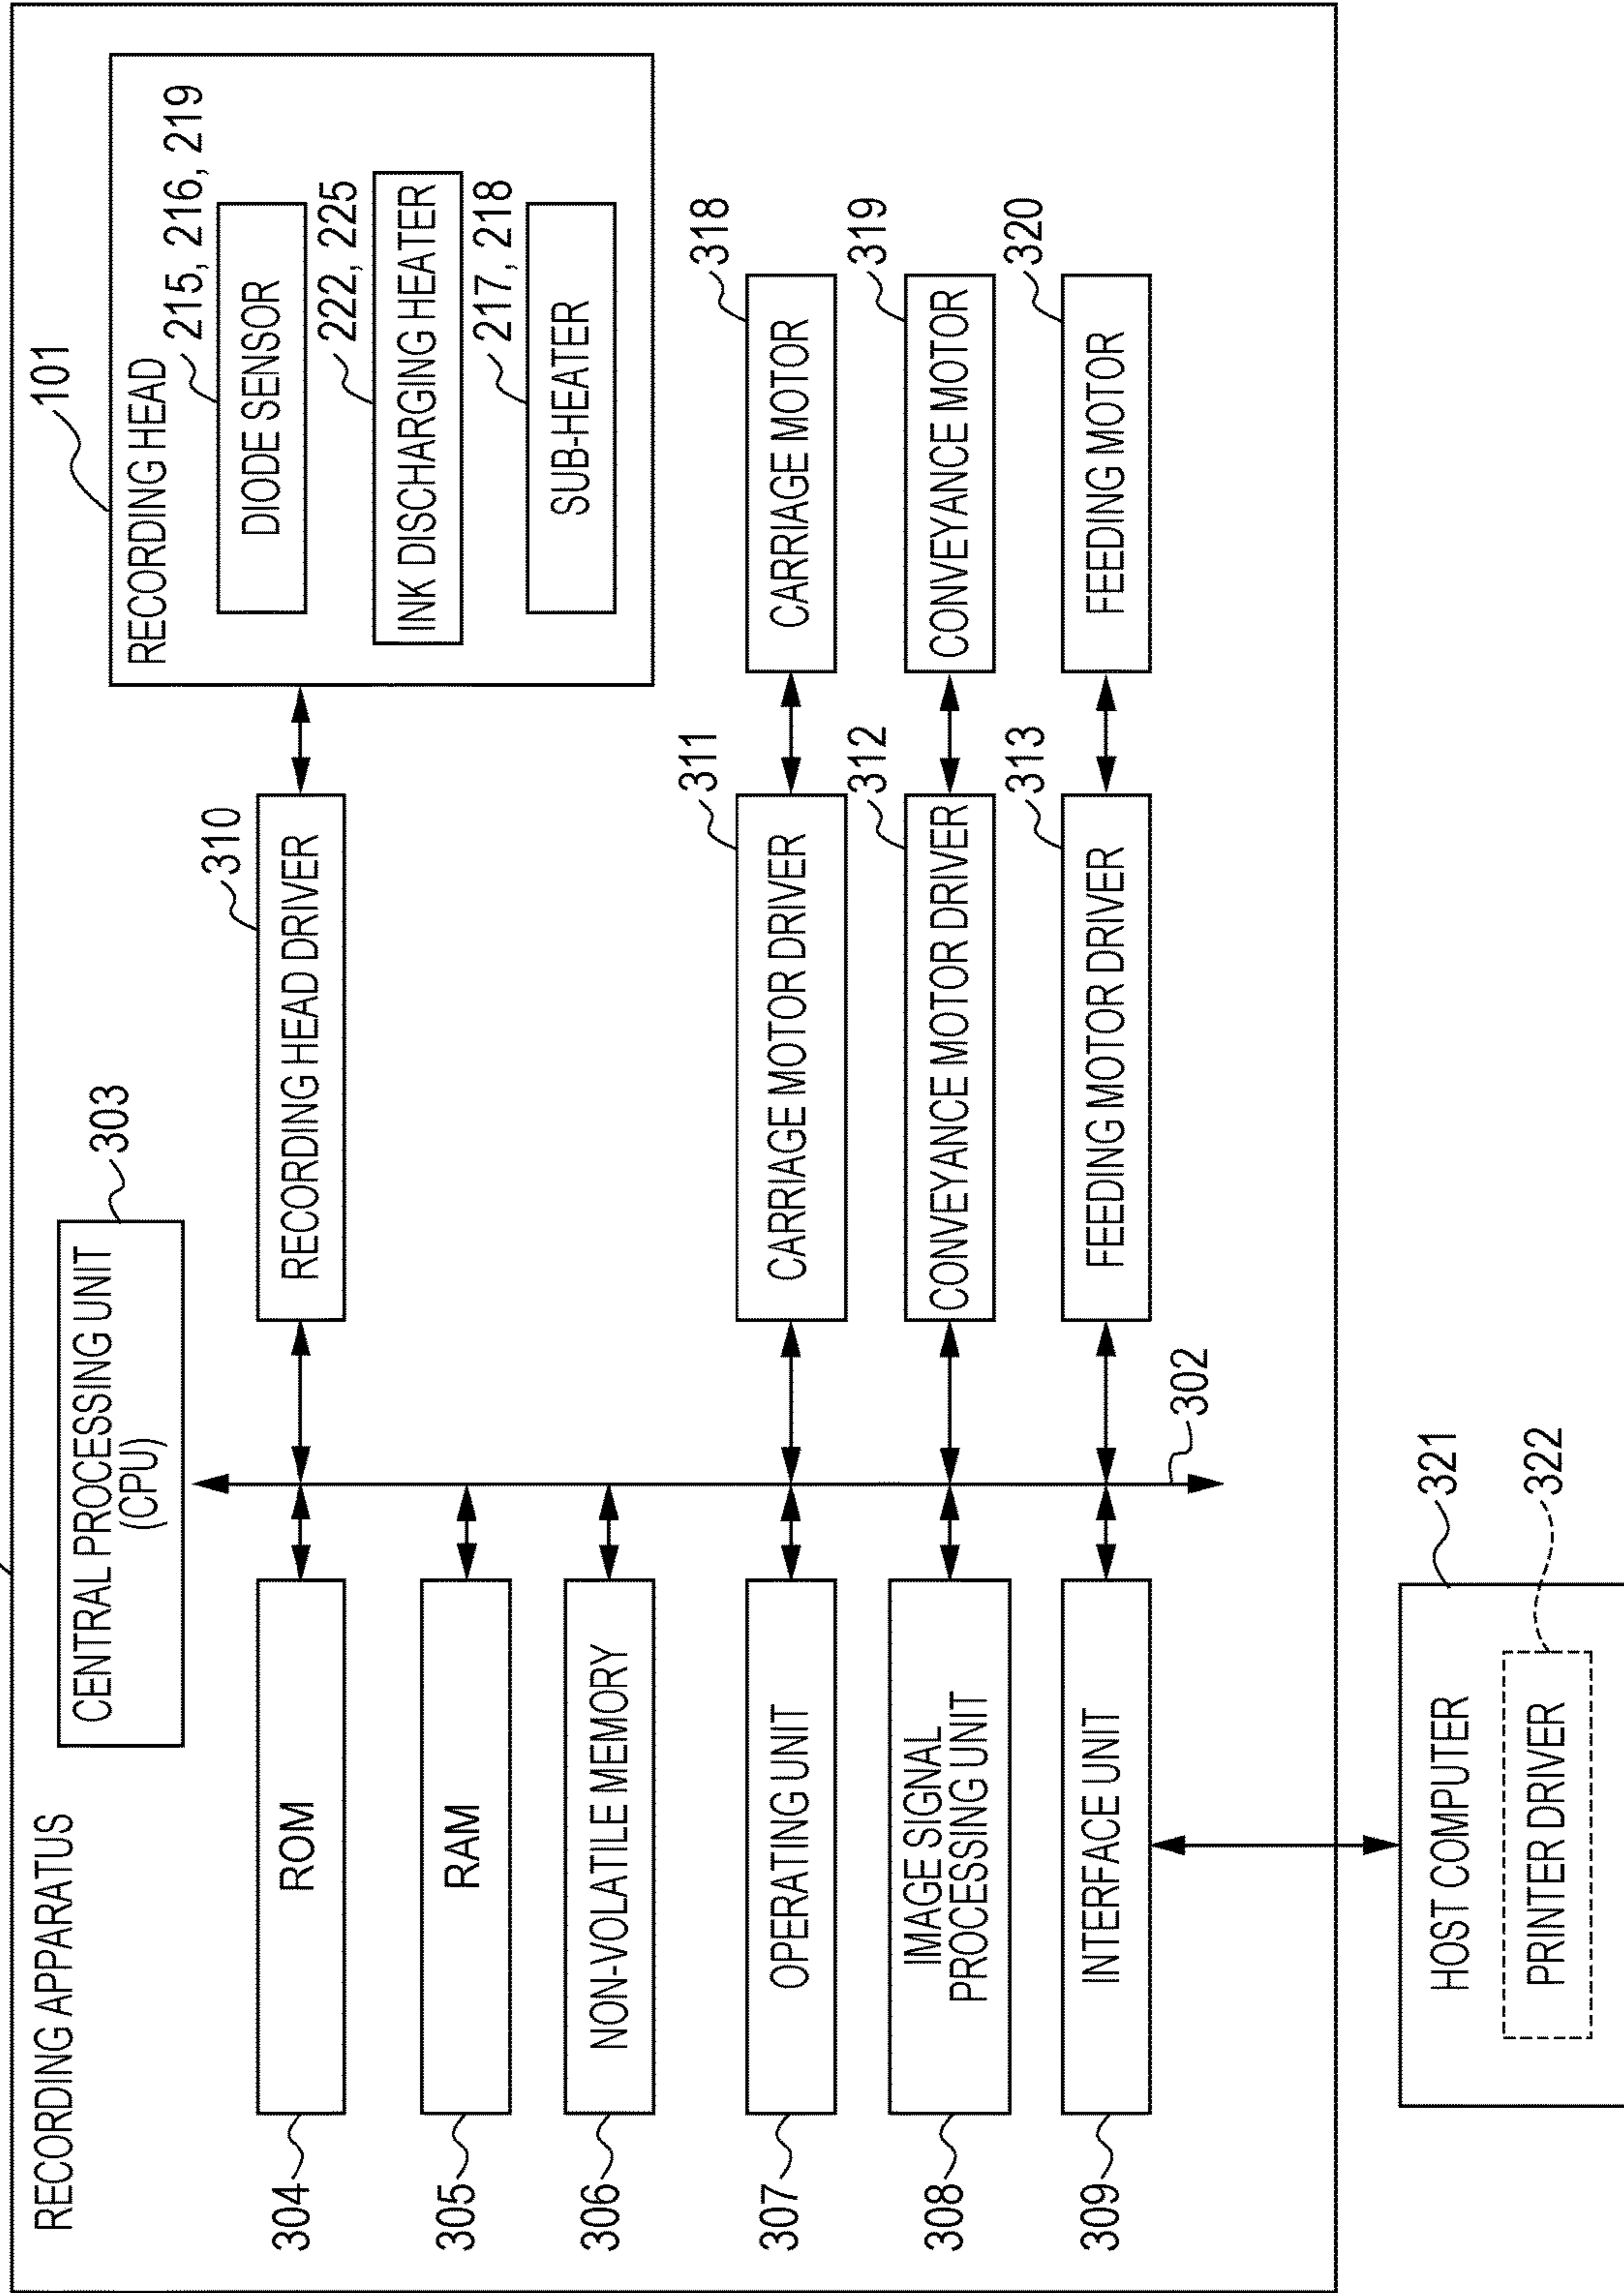 RECORDING APPARATUS
CENTRAL PROCESSING UNIT
(CPU)
303
RECORDING HEAD
101
304
ROM
RECORDING HEAD DRIVER
310
DIODE SENSOR
215, 216, 219
INK DISCHARGING HEATER
222, 225
SUB-HEATER
217, 218
305
RAM
306
NON-VOLATILE MEMORY
307
OPERATING UNIT
CARRIAGE MOTOR DRIVER
311
CARRIAGE MOTOR
318
308
IMAGE SIGNAL
PROCESSING UNIT
CONVEYANCE MOTOR DRIVER
312
CONVEYANCE MOTOR
319
309
INTERFACE UNIT
FEEDING MOTOR DRIVER
313
FEEDING MOTOR
320
302
HOST COMPUTER
321
PRINTER DRIVER
322